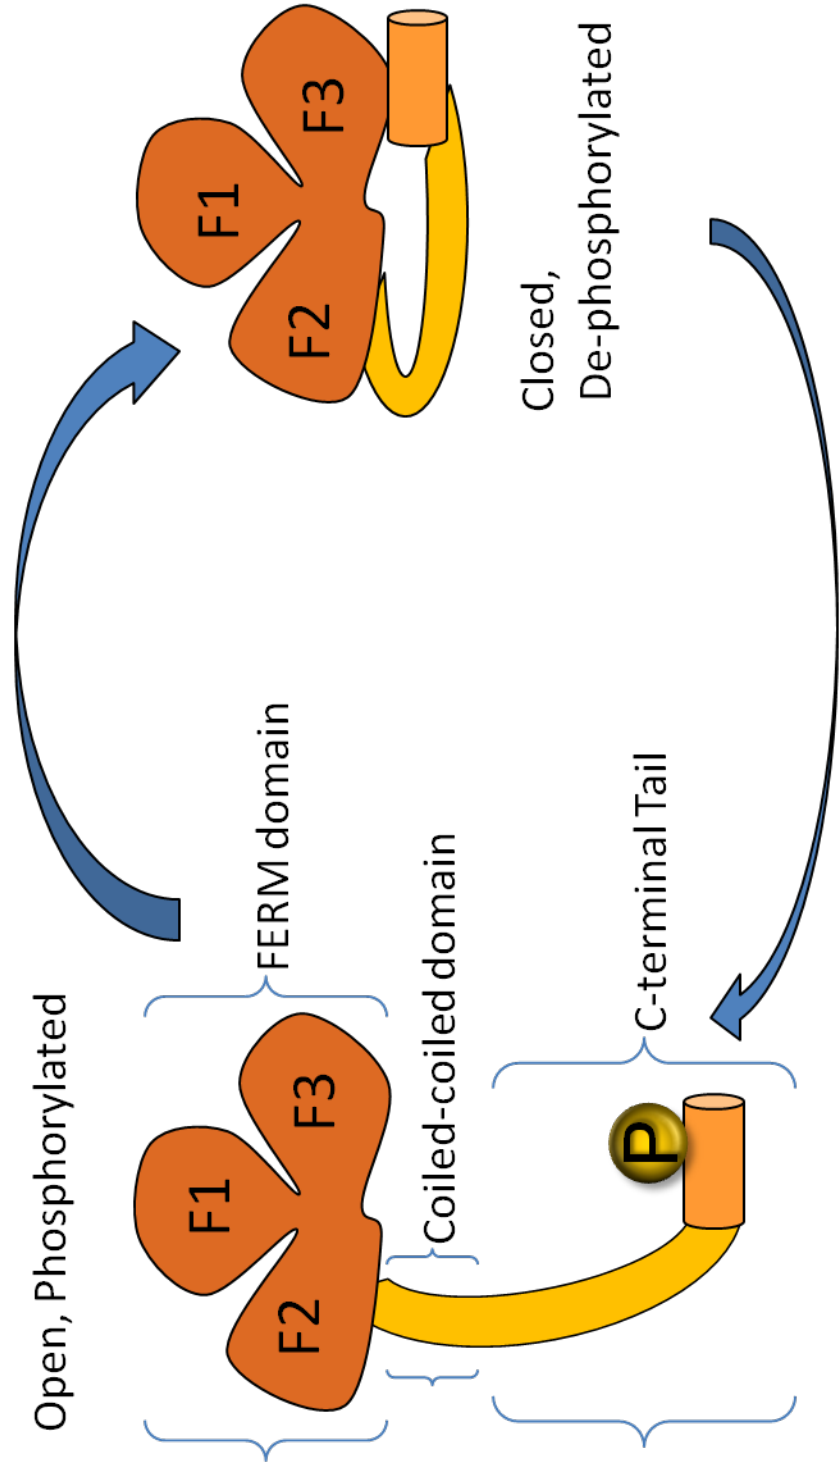 Open, Phosphorylated
F1
F2
F3
FERM domain
Coiled-coiled domain
P
C-terminal Tail
F1
F2
F3
Closed,
De-phosphorylated